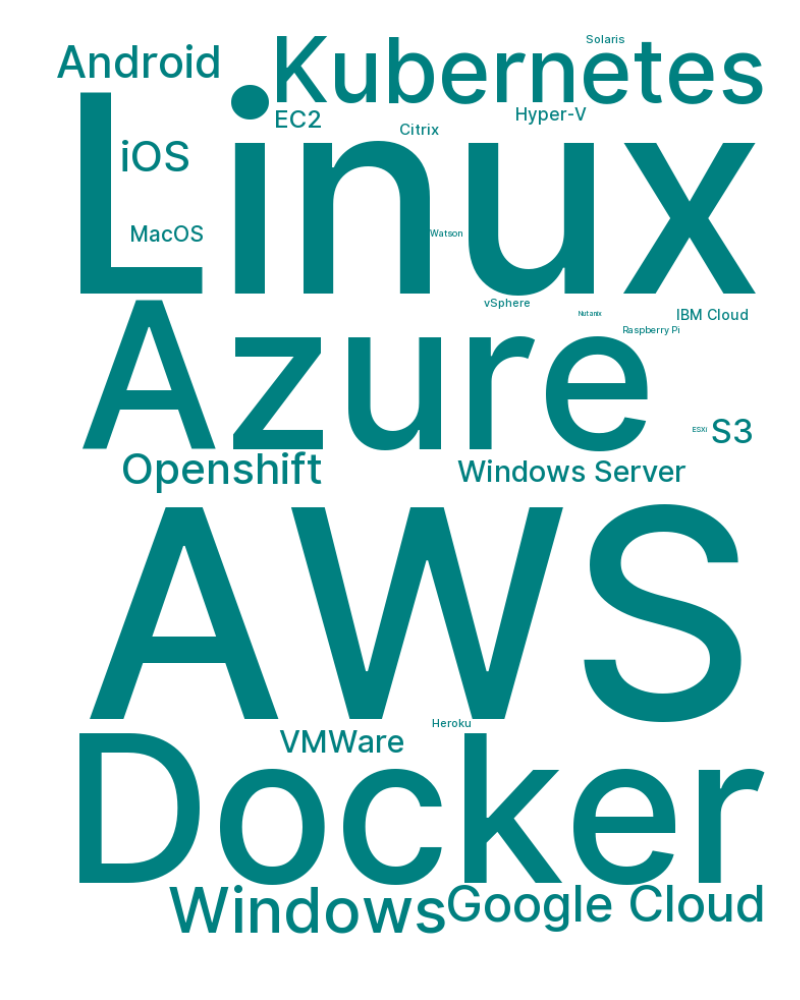 Solaris
Android
Kubernetes
EC2
Citrix
Hyper-V
Linux
iOS
MacOS
Watson
vSphere
Nutanix
IBM Cloud
Raspberry Pi
Azure
ESXi
S3
Openshift
Windows Server
AWS
Heroku
VMWare
Docker
Windows
Google Cloud